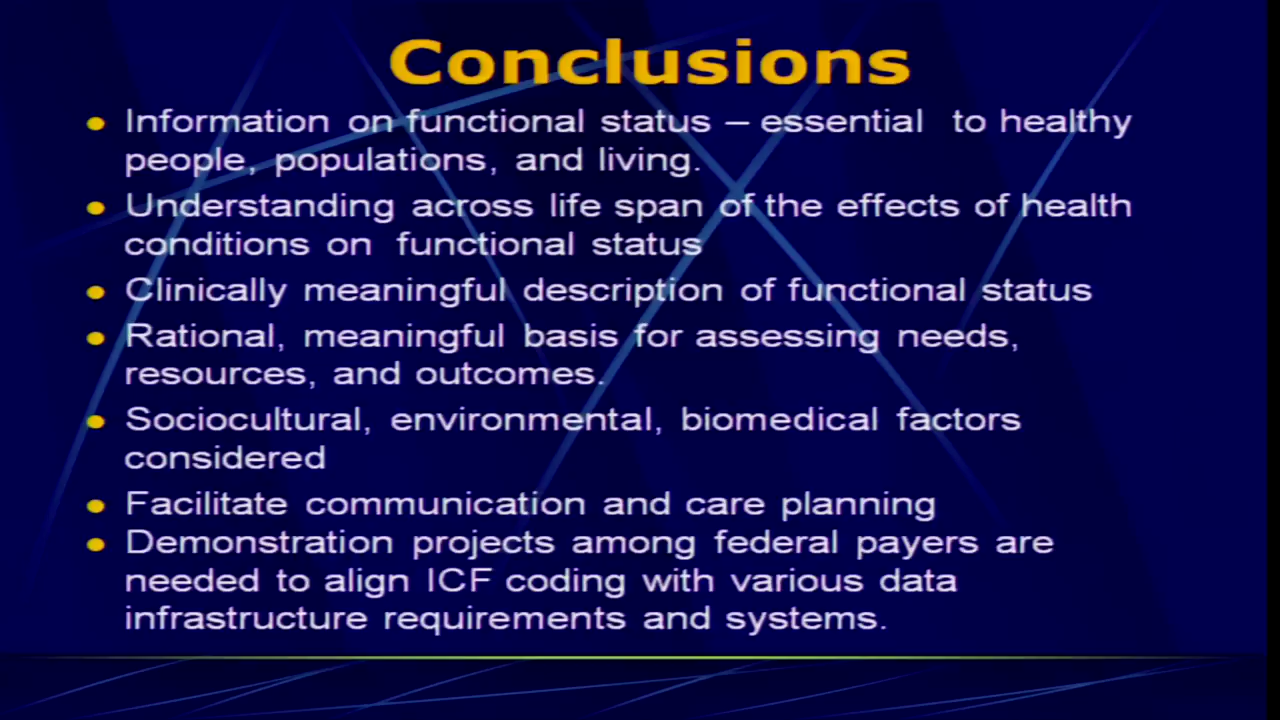 Conclusions
• Information on functional status – essential to healthy
people, populations, and living.
• Understanding across life span of the effects of health
conditions on functional status
• Clinically meaningful description of functional status
• Rational, meaningful basis for assessing needs,
resources, and outcomes.
• Sociocultural, environmental, biomedical factors
considered
• Facilitate communication and care planning
• Demonstration projects among federal payers are
needed to align ICF coding with various data
infrastructure requirements and systems.